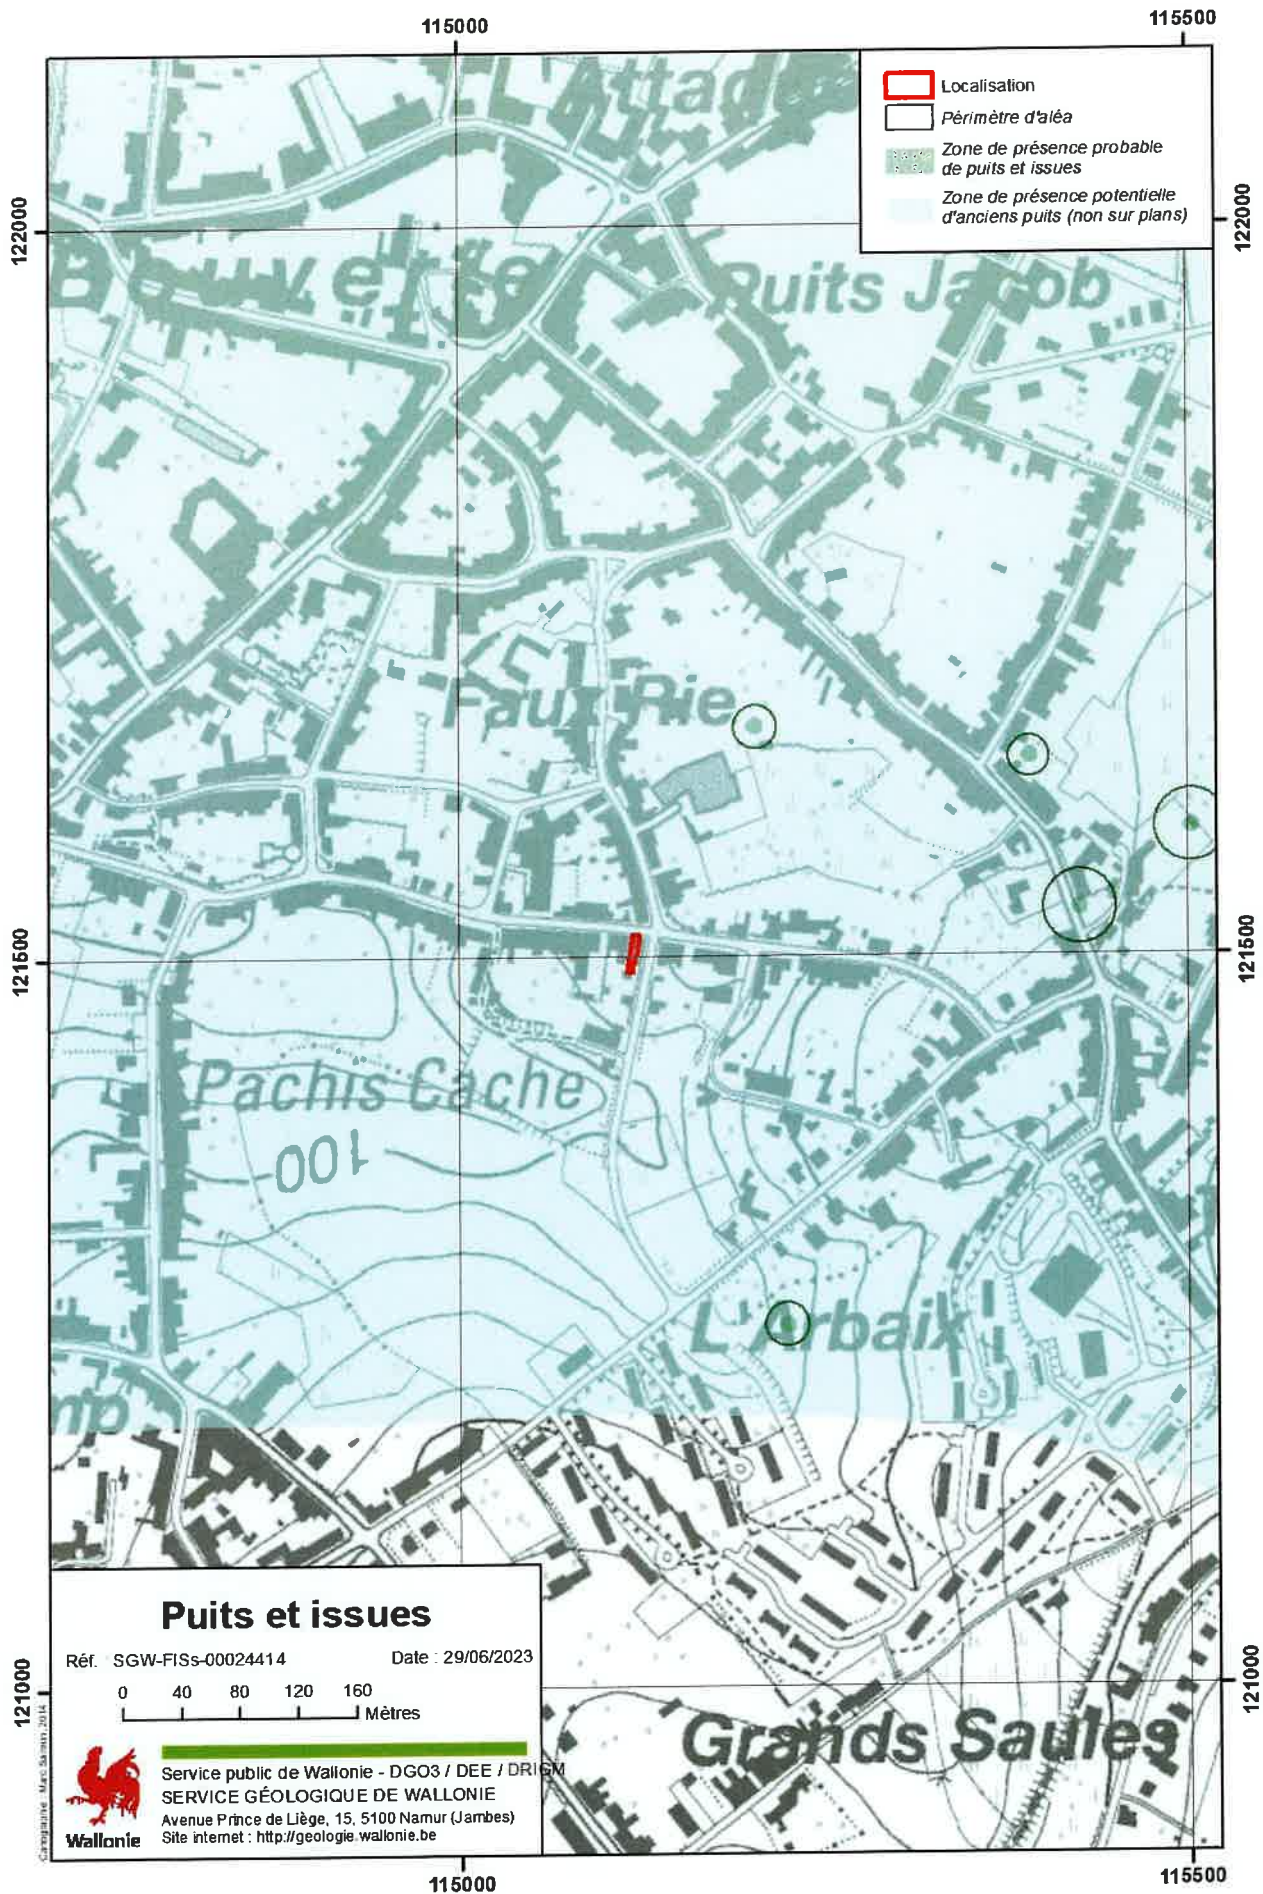 115000
115500
Localisation
Périmètre d'aléa
Zone de présence probable
de puits et issues
Zone de présence potentielle
d'anciens puits (non sur plans)
122000
122000
L'Attaque
Bouverie
Puits Jacob
Faux Rie
121500
121500
Pachis Cache
100
L'Arbaix
mp
Puits et issues
Réf. SGW-FISs-00024414
Date : 29/06/2023
0 40 80 120 160
Mètres
121000
121000
Grands Saules
Service public de Wallonie - DGO3 / DEE / DRIGM
SERVICE GÉOLOGIQUE DE WALLONIE
Avenue Prince de Liège, 15, 5100 Namur (Jambes)
Site internet : http://geologie.wallonie.be
Wallonie
115000
115500